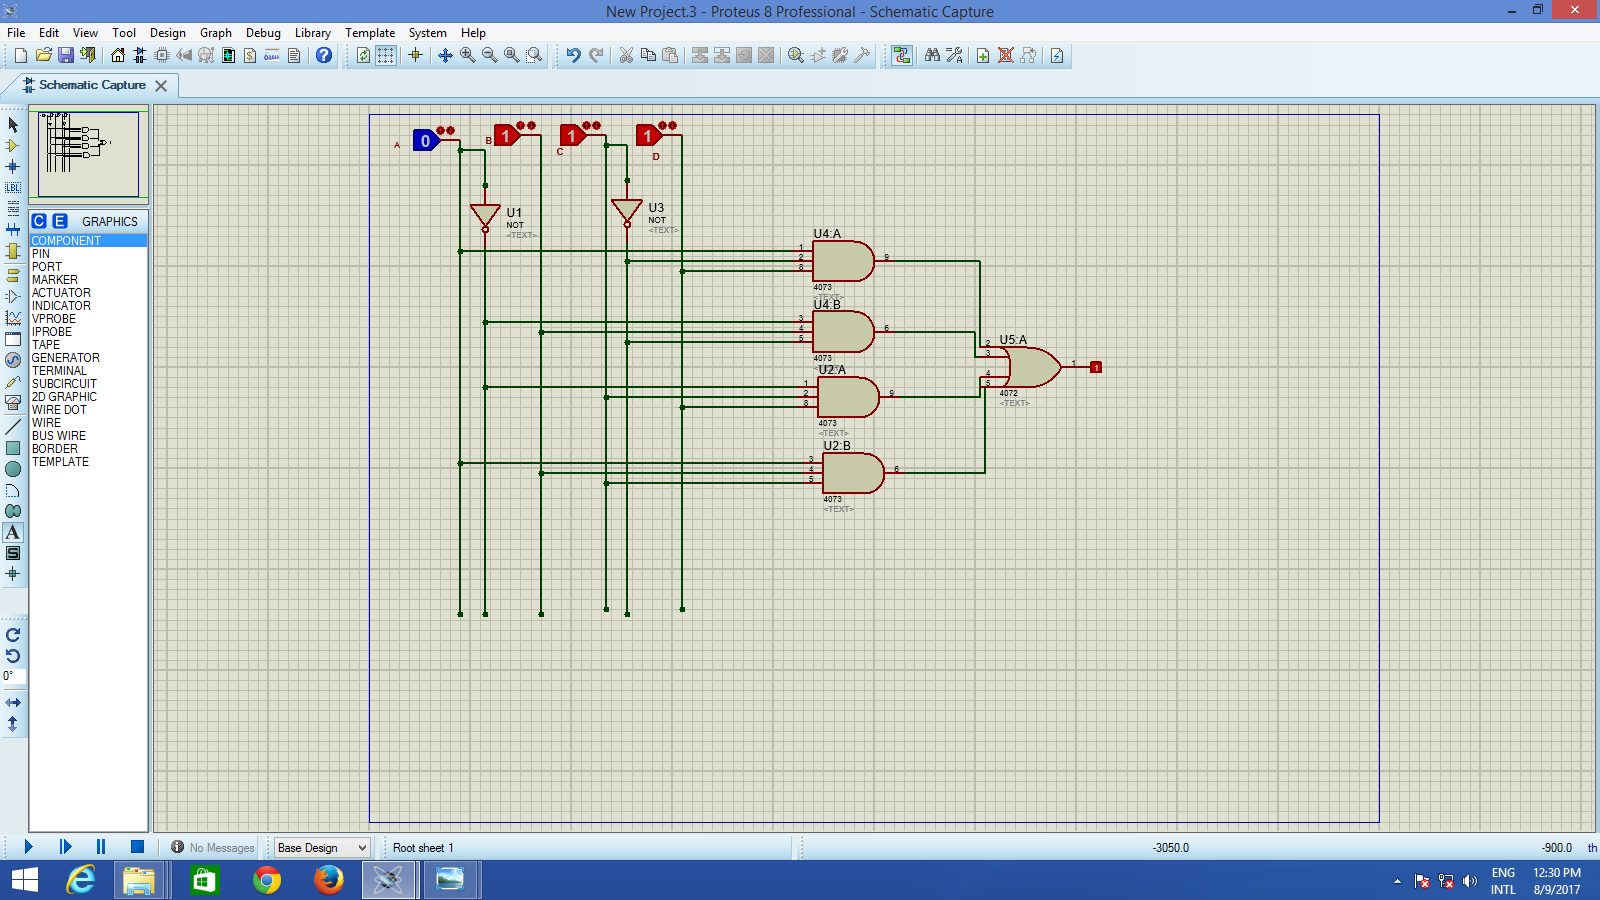 New Project.3 - Proteus 8 Professional - Schematic Capture
File Edit View Tool Design Graph Debug Library Template System Help
Schematic Capture
LBL
C E GRAPHICS
COMPONENT
PIN
PORT
MARKER
ACTUATOR
INDICATOR
VPROBE
IPROBE
TAPE
GENERATOR
TERMINAL
SUBCIRCUIT
2D GRAPHIC
WIRE DOT
WIRE
BUS WIRE
BORDER
TEMPLATE
A
S
0°
A 0 B 1 C 1 D 1
U1
NOT
<TEXT>
U3
NOT
<TEXT>
U4:A
1
2
8
9
4073
<TEXT>
U4:B
3
4
5
6
4073
<TEXT>
U2:A
1
2
8
9
4073
<TEXT>
U2:B
3
4
5
6
4073
<TEXT>
U5:A
2
3
4
5
1
1
4072
<TEXT>
No Messages Base Design Root sheet 1 -3050.0 -900.0 th
ENG 12:30 PM
INTL 8/9/2017